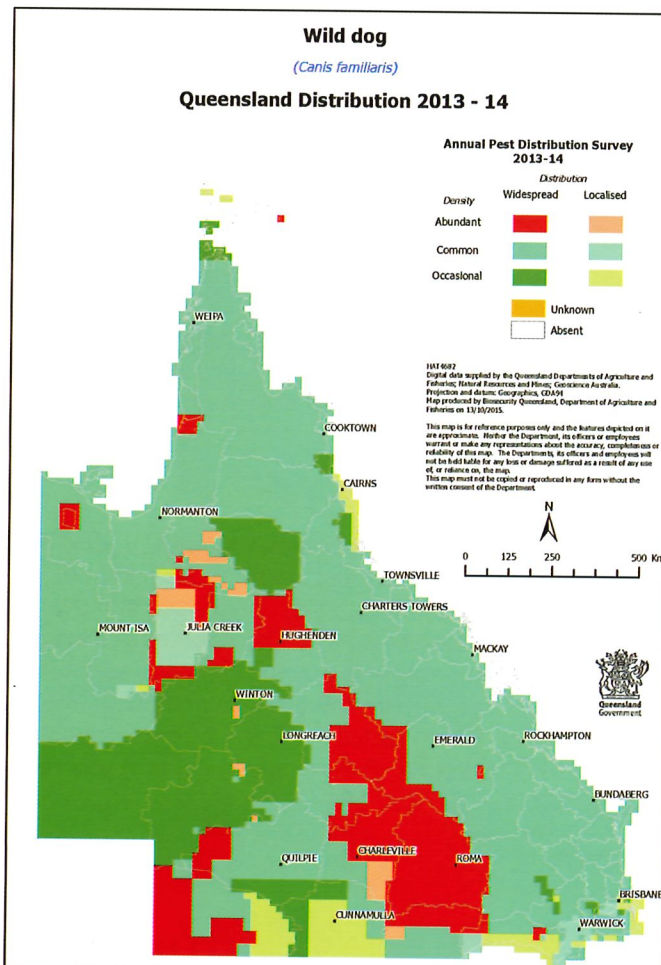 Wild dog
(Canis familiaris)
Queensland Distribution 2013 - 14
Annual Pest Distribution Survey
2013-14
Distribution
Density Widespread Localised
Abundant
Common
Occasional
Unknown
Absent
HAT4682
Digital data supplied by the Queensland Departments of Agriculture and
Fisheries; Natural Resources and Mines; Geoscience Australia.
Projection and datum: Geographics, GDA94
Map produced by Biosecurity Queensland, Department of Agriculture and
Fisheries on 13/10/2015.
This map is for reference purposes only and the features depicted on it
are approximate. Neither the Department, its officers or employees
warrant or make any representations about the accuracy, completeness or
reliability of this map. The Departments, its officers and employees will
not be held liable for any loss or damage suffered as a result of any use
of, or reliance on, the map.
This map must not be copied or reproduced in any form without the
written consent of the Department.
N
0 125 250 500 Km
WEIPA
COOKTOWN
CAIRNS
NORMANTON
TOWNSVILLE
CHARTERS TOWERS
MOUNT ISA
JULIA CREEK
HUGHENDEN
MACKAY
Queensland
Government
WINTON
LONGREACH
EMERALD
ROCKHAMPTON
BUNDABERG
QUILPIE
CHARLEVILLE
ROMA
BRISBANE
CUNNAMULLA
WARWICK